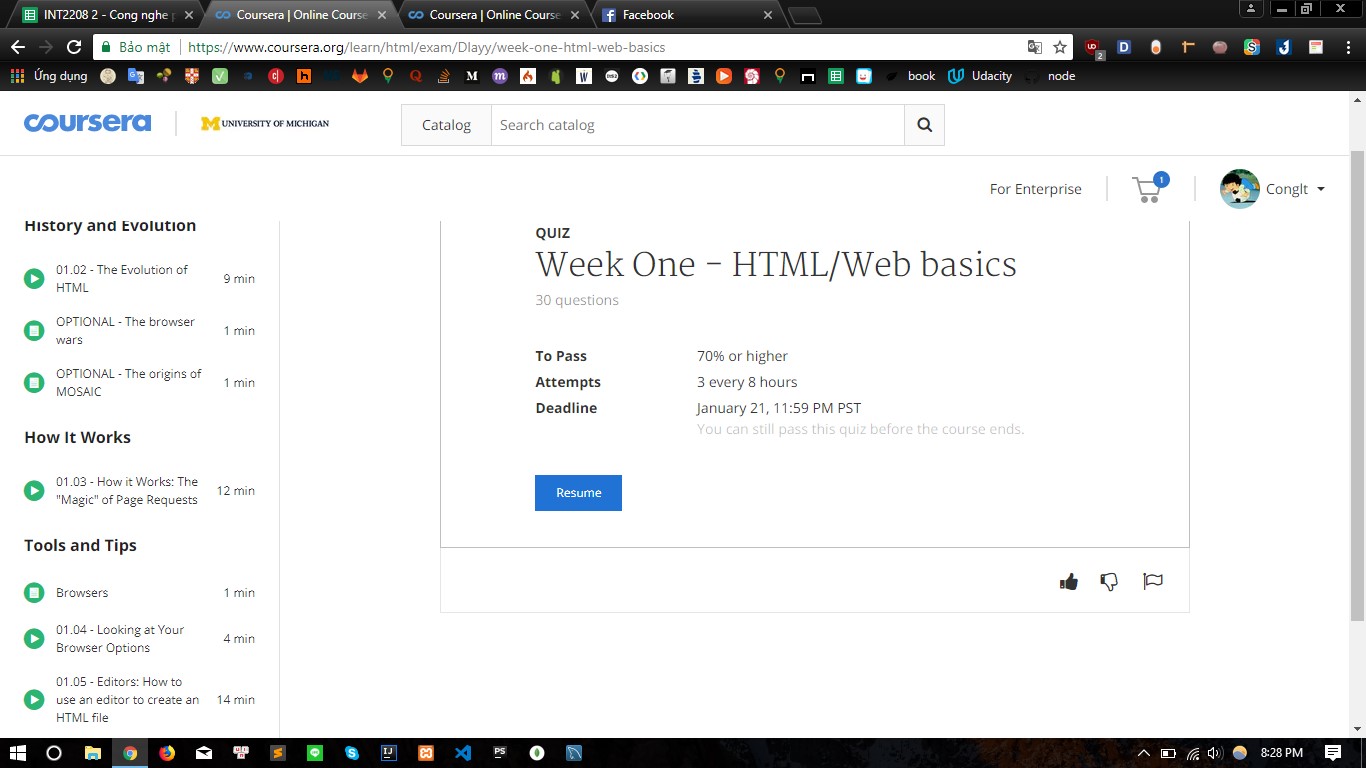 INT2208 2 - Cong nghe p
Coursera | Online Course
Coursera | Online Course
Facebook
Bảo mật
https://www.coursera.org/learn/html/exam/Dlayy/week-one-html-web-basics
2
Ứng dụng
book
Udacity
node
coursera
M UNIVERSITY OF MICHIGAN
Catalog
Search catalog
For Enterprise
1
Conglt
History and Evolution
01.02 - The Evolution of
HTML
9 min
OPTIONAL - The browser
wars
1 min
OPTIONAL - The origins of
MOSAIC
1 min
How It Works
01.03 - How it Works: The
"Magic" of Page Requests
12 min
Tools and Tips
Browsers
1 min
01.04 - Looking at Your
Browser Options
4 min
01.05 - Editors: How to
use an editor to create an
HTML file
14 min
QUIZ
Week One - HTML/Web basics
30 questions
To Pass
70% or higher
Attempts
3 every 8 hours
Deadline
January 21, 11:59 PM PST
You can still pass this quiz before the course ends.
Resume
8:28 PM